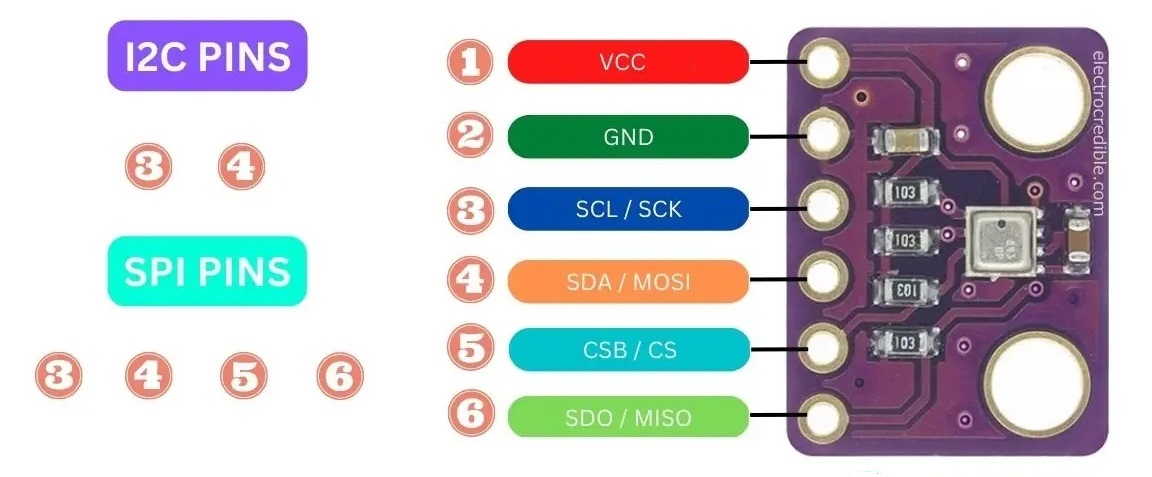 I2C PINS
3 4
SPI PINS
3 4 5 6
1 VCC
2 GND
3 SCL / SCK
4 SDA / MOSI
5 CSB / CS
6 SDO / MISO
103
103
103
103
electrocredible.com